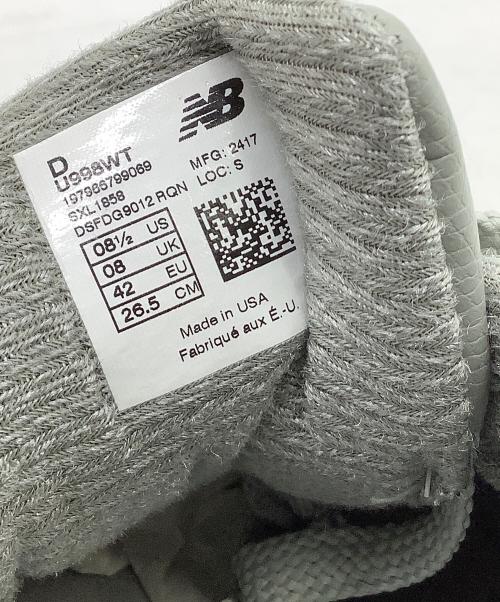 NB
D
U998WT
197966799069
SXL1858
DSFDG9012 RQN
MFG: 2417
LOC: S
08½ US
08 UK
42 EU
26.5 CM
Made in USA
Fabriqué aux É.-U.